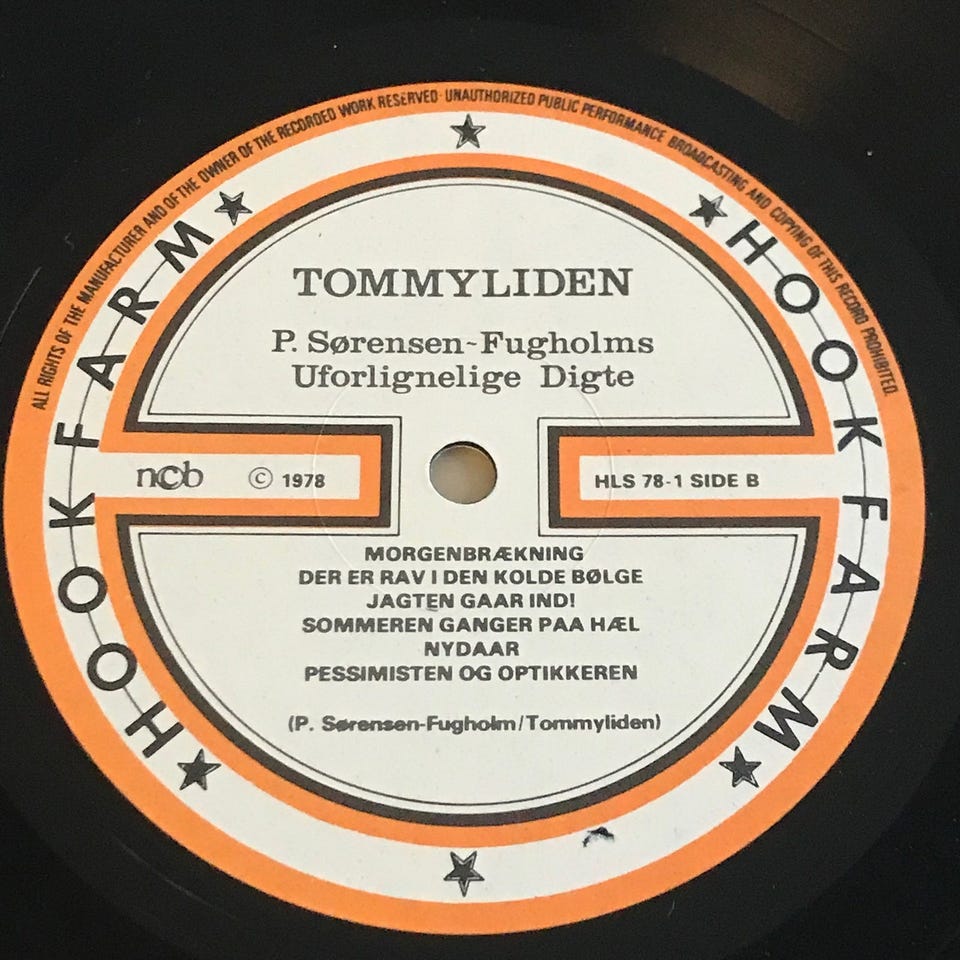 ALL RIGHTS OF THE MANUFACTURER AND OF THE OWNER OF THE RECORDED WORK RESERVED · UNAUTHORIZED PUBLIC PERFORMANCE BROADCASTING AND COPYING OF THIS RECORD PROHIBITED
HOOKFARM
HOOKFARM
TOMMYLIDEN
P. Sørensen-Fugholms
Uforlignelige Digte
ncb © 1978
HLS 78-1 SIDE B
MORGENBRÆKNING
DER ER RAV I DEN KOLDE BØLGE
JAGTEN GAAR IND!
SOMMEREN GANGER PAA HÆL
NYDAAR
PESSIMISTEN OG OPTIKKEREN
(P. Sørensen-Fugholm/Tommyliden)